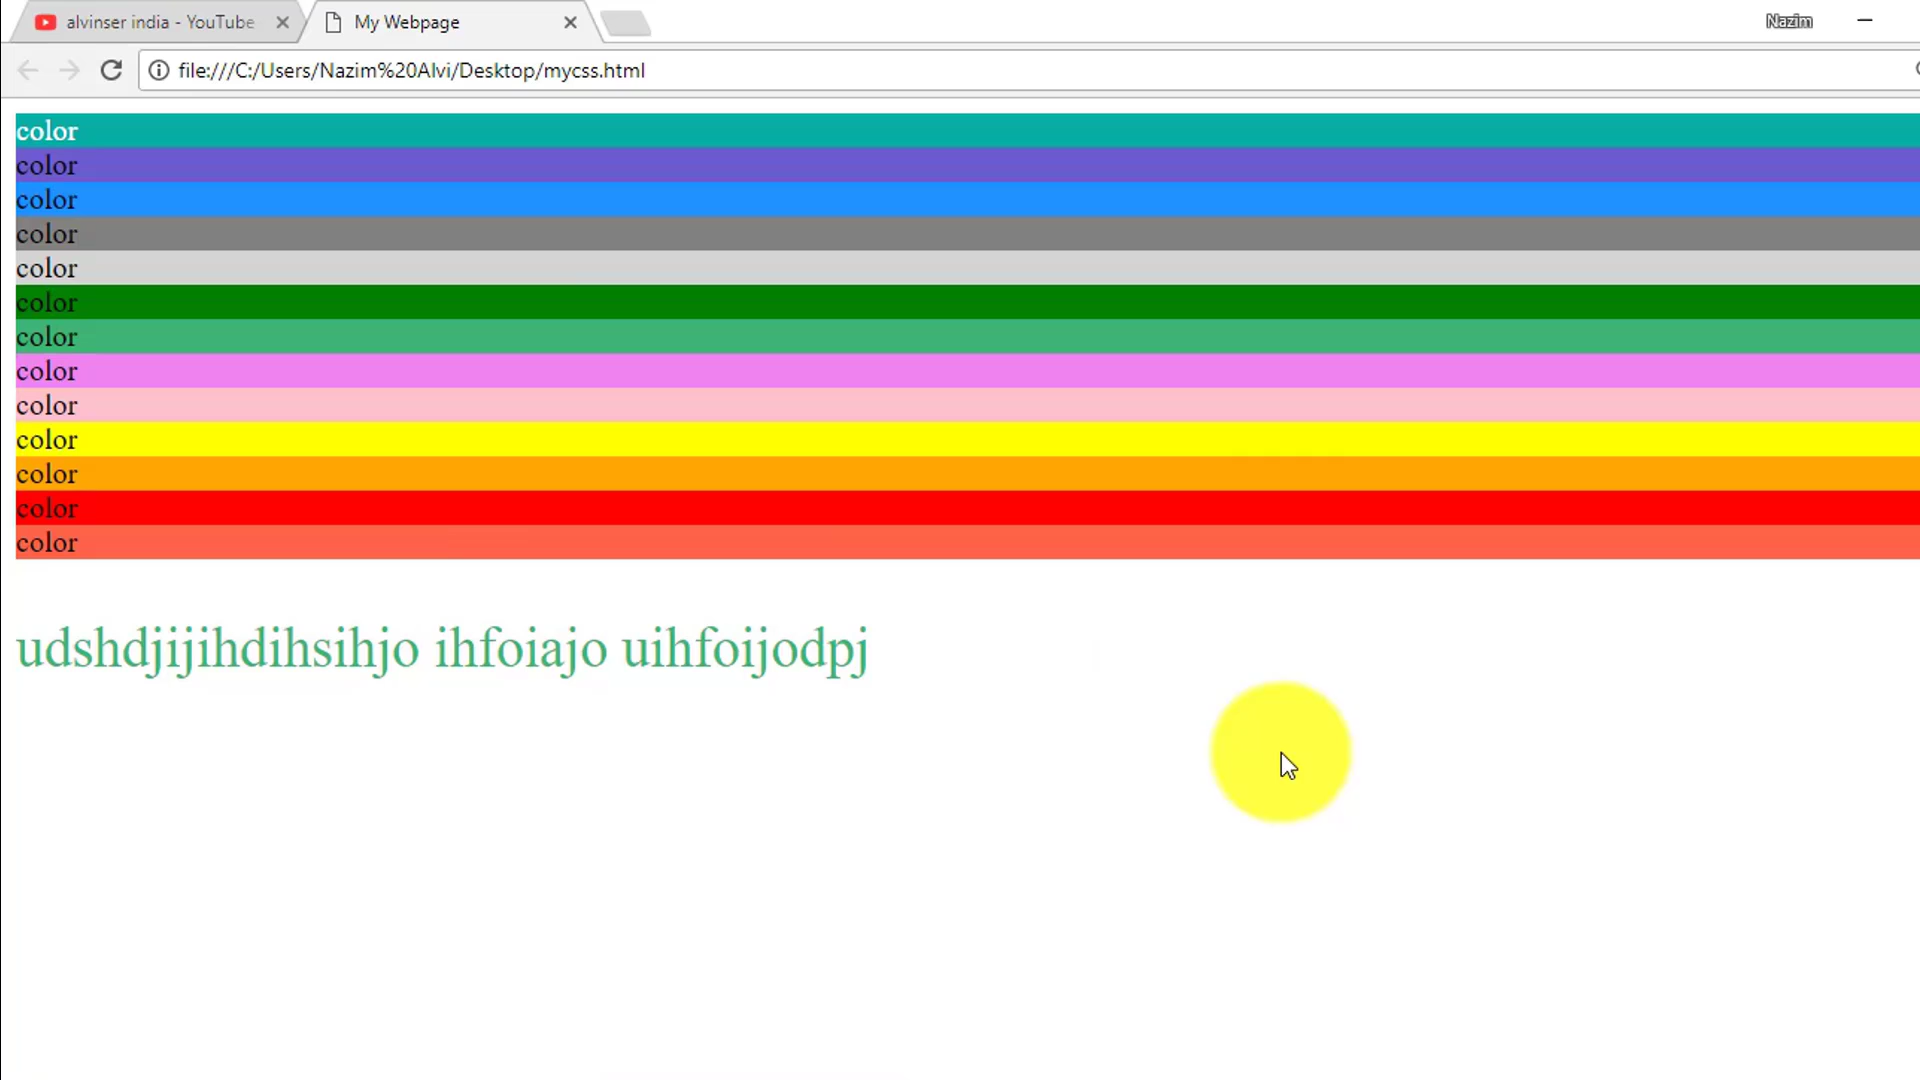 alvinser india - YouTube
My Webpage
Nazim
file:///C:/Users/Nazim%20Alvi/Desktop/mycss.html
color
color
color
color
color
color
color
color
color
color
color
color
color
udshdjijihdihsihjo ihfoiajo uihfoijodpj